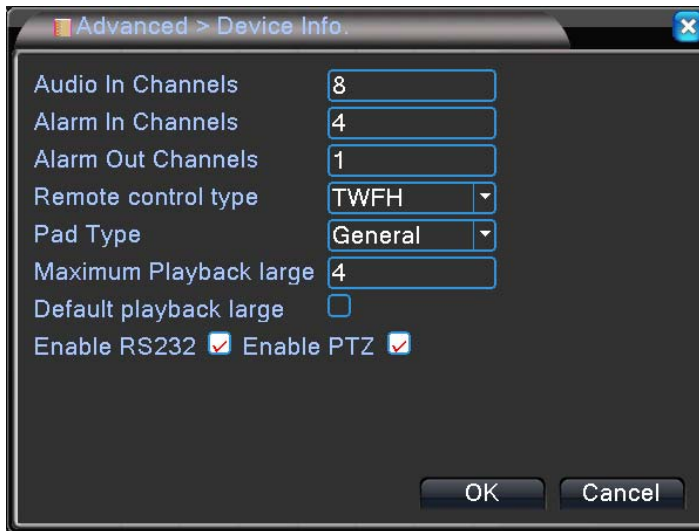 Advanced > Device Info.
Audio In Channels 8
Alarm In Channels 4
Alarm Out Channels 1
Remote control type TWFH
Pad Type General
Maximum Playback large 4
Default playback large
Enable RS232 Enable PTZ
OK Cancel